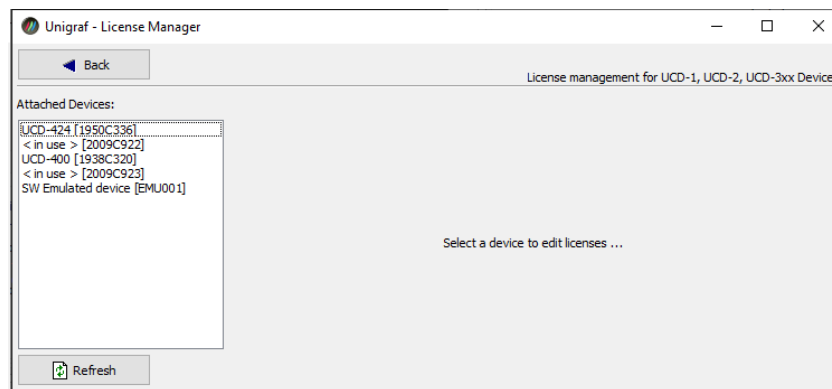 Unigraf - License Manager
Back
License management for UCD-1, UCD-2, UCD-3xx Device
Attached Devices:
UCD-424 [1950C336]
< in use > [2009C922]
UCD-400 [1938C320]
< in use > [2009C923]
SW Emulated device [EMU001]
Select a device to edit licenses ...
Refresh